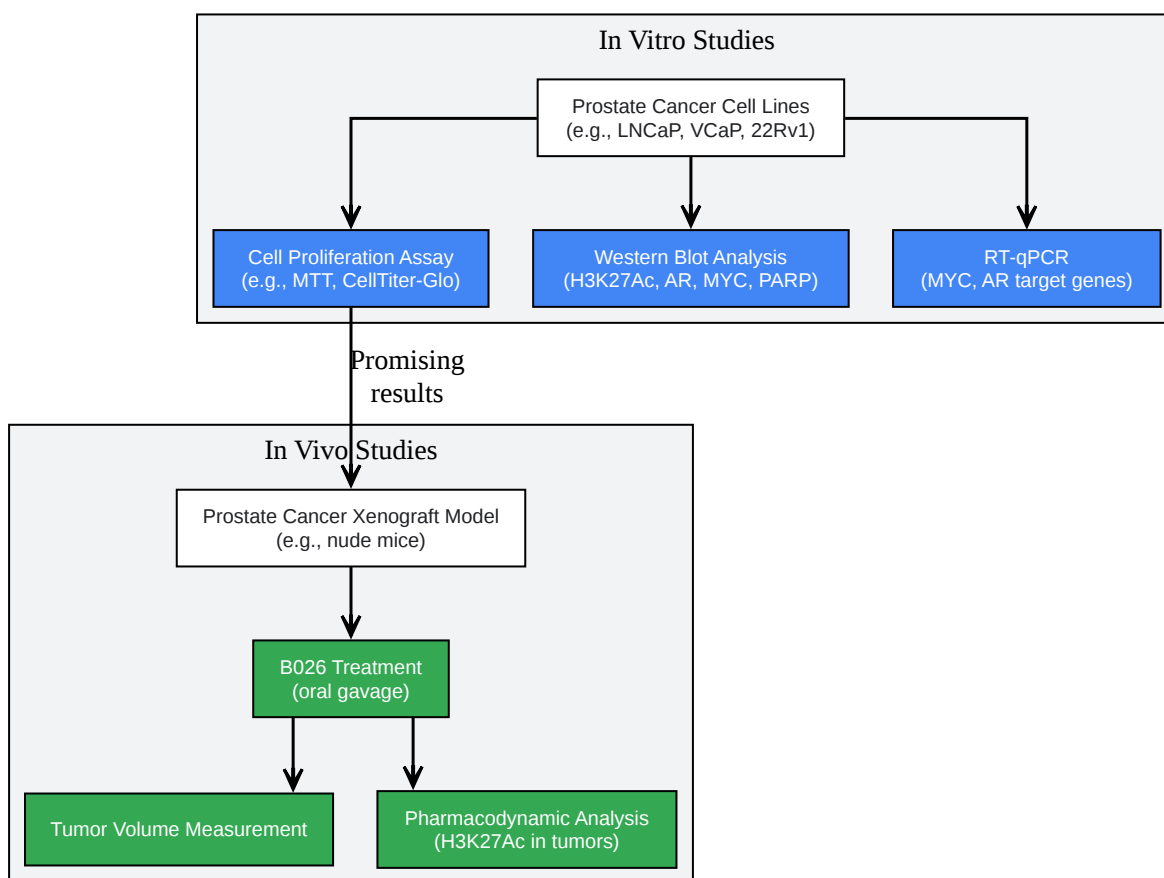 In Vitro Studies
Prostate Cancer Cell Lines
(e.g., LNCaP, VCaP, 22Rv1)
Cell Proliferation Assay
(e.g., MTT, CellTiter-Glo)
Western Blot Analysis
(H3K27Ac, AR, MYC, PARP)
RT-qPCR
(MYC, AR target genes)
Promising
results
In Vivo Studies
Prostate Cancer Xenograft Model
(e.g., nude mice)
B026 Treatment
(oral gavage)
Tumor Volume Measurement
Pharmacodynamic Analysis
(H3K27Ac in tumors)